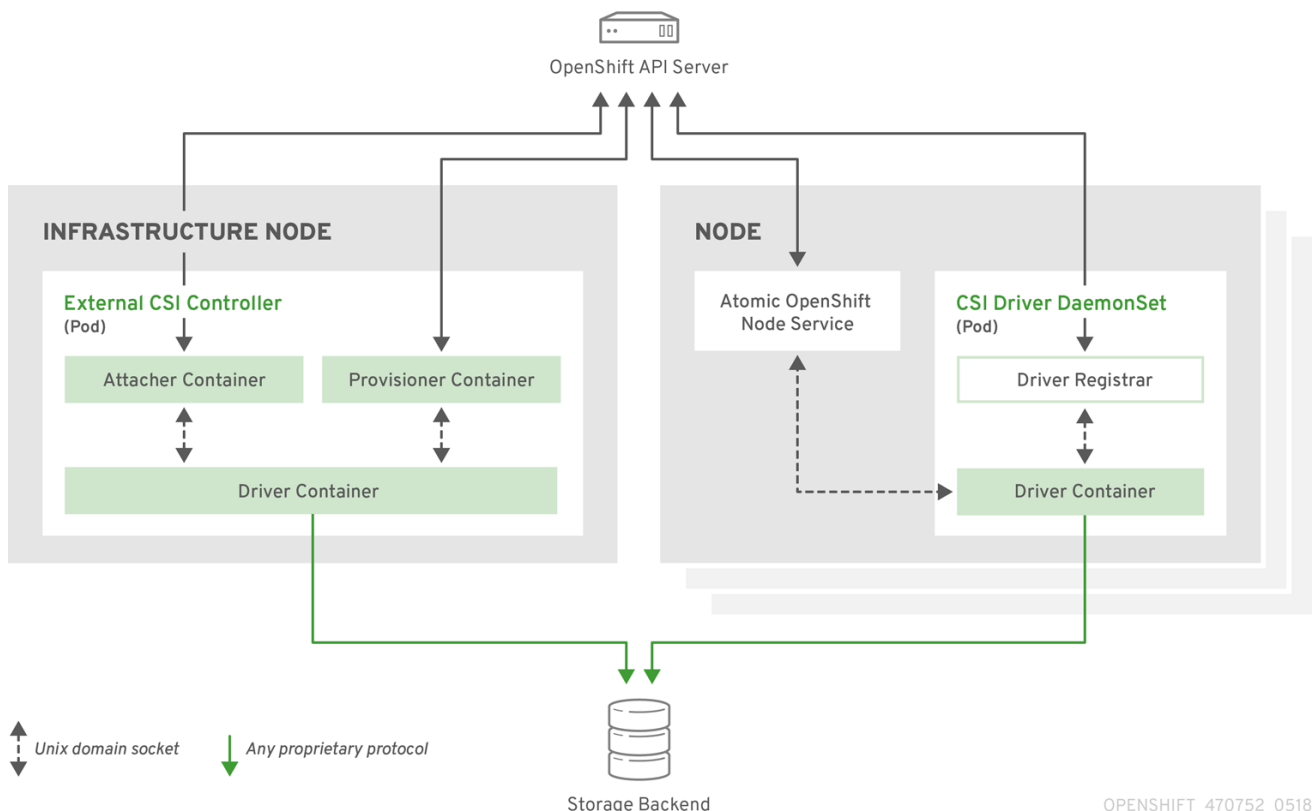 OpenShift API Server
INFRASTRUCTURE NODE
External CSI Controller
(Pod)
Attacher Container
Provisioner Container
Driver Container
NODE
Atomic OpenShift
Node Service
CSI Driver DaemonSet
(Pod)
Driver Registrar
Driver Container
Unix domain socket
Any proprietary protocol
Storage Backend
OPENSHIFT_470752_0518